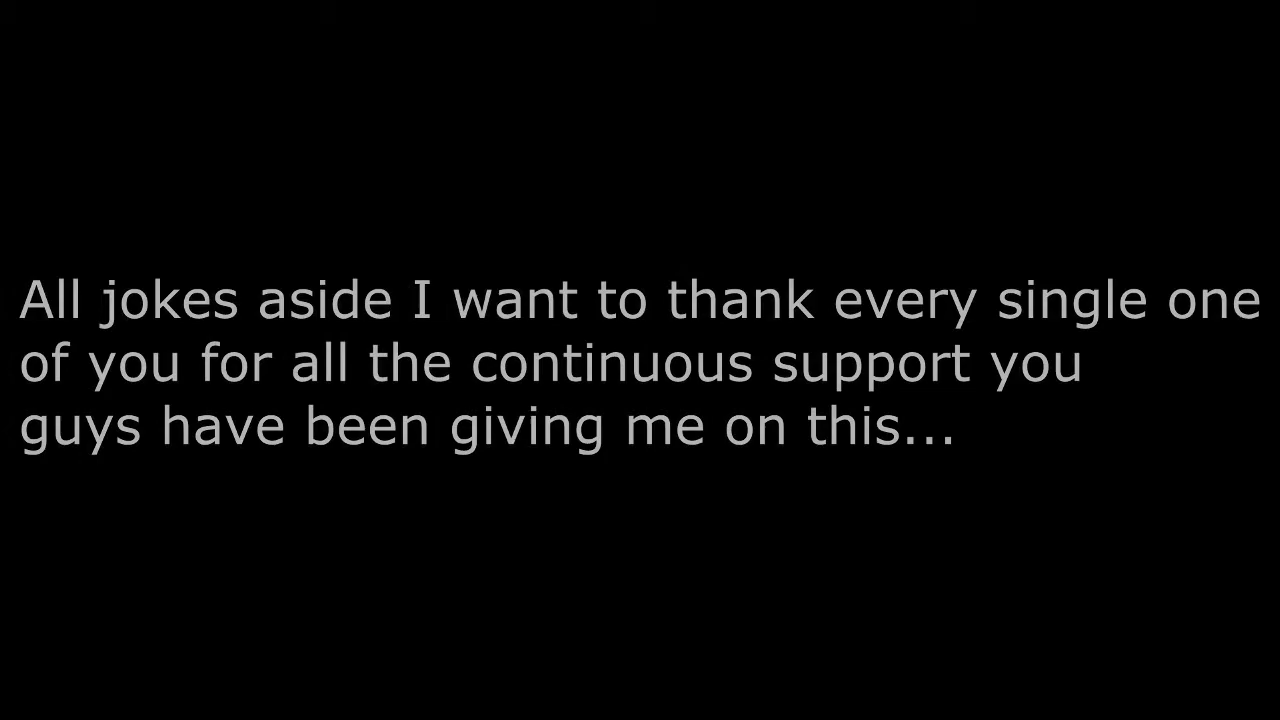 All jokes aside I want to thank every single one
of you for all the continuous support you
guys have been giving me on this...